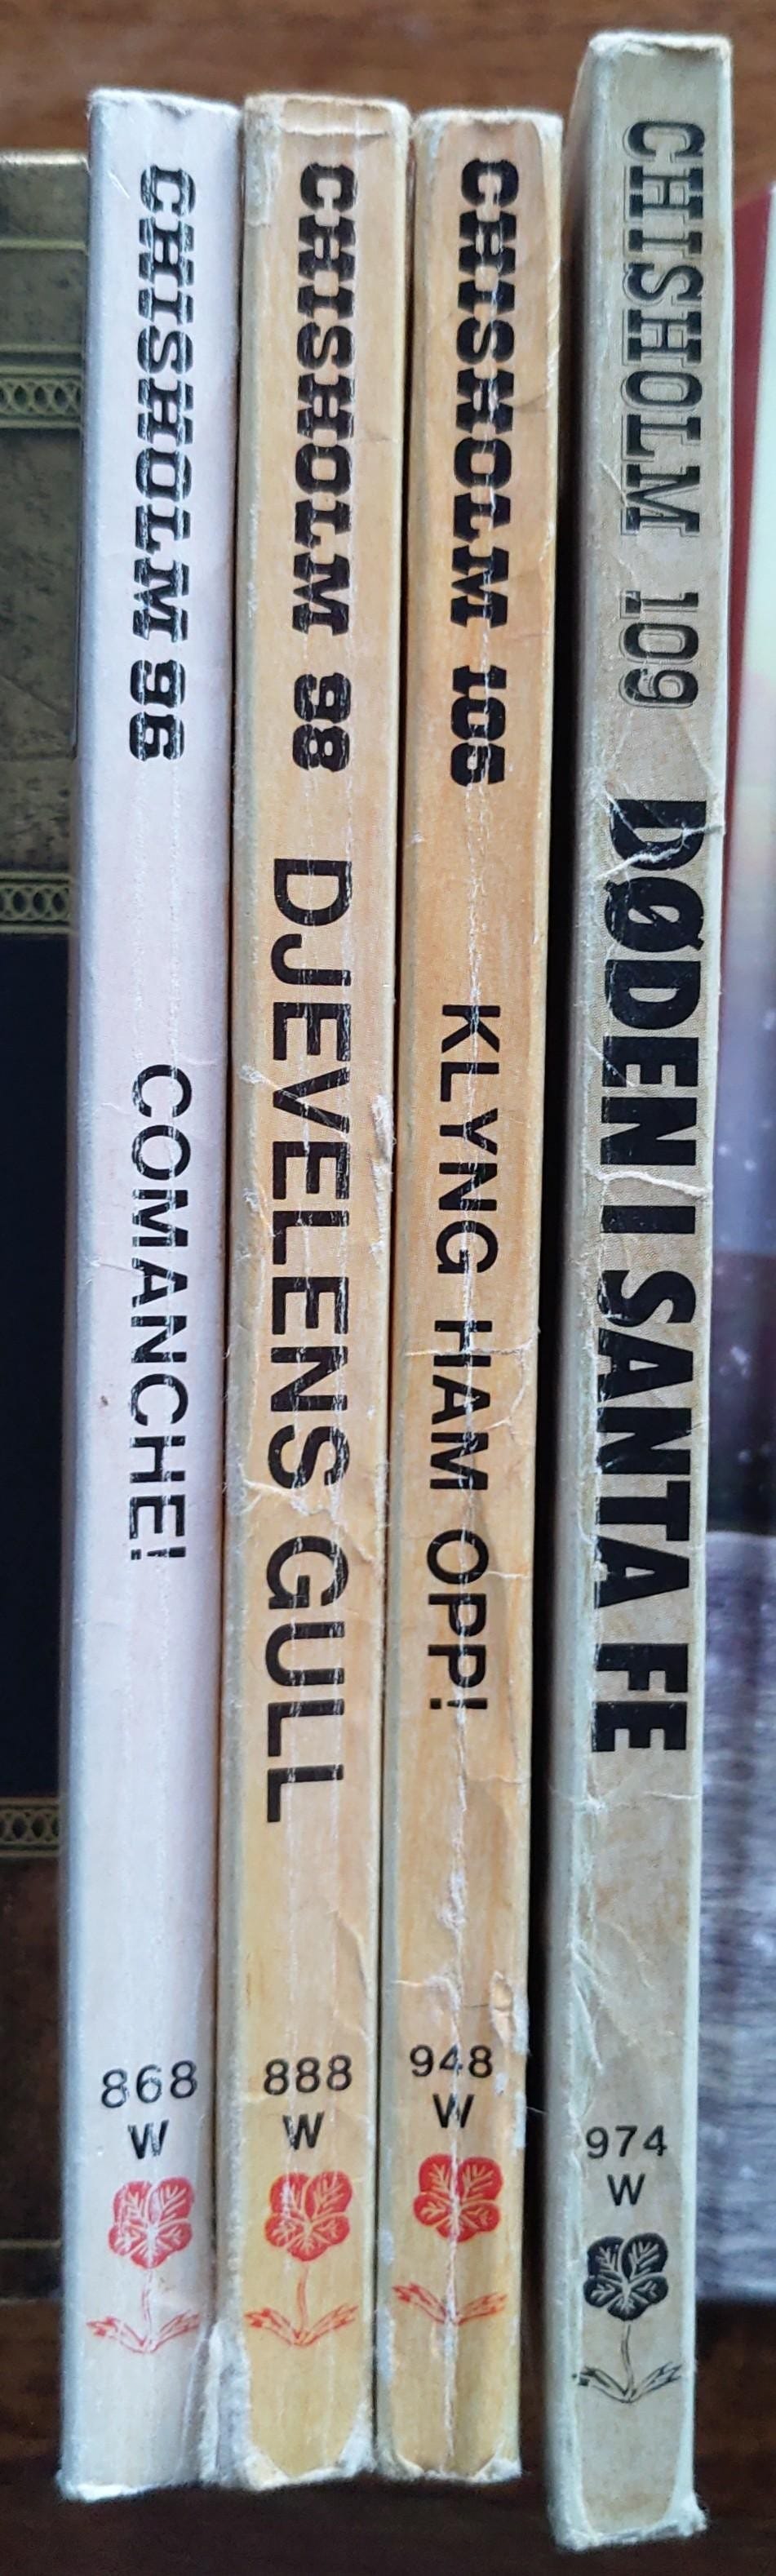 CHISHOLM 96 COMANCHE!
868
W
CHISHOLM 98 DJEVELENS GULL
888
W
CHISHOLM 106 KLYNG HAM OPP!
948
W
CHISHOLM 109 DØDEN I SANTA FE
974
W